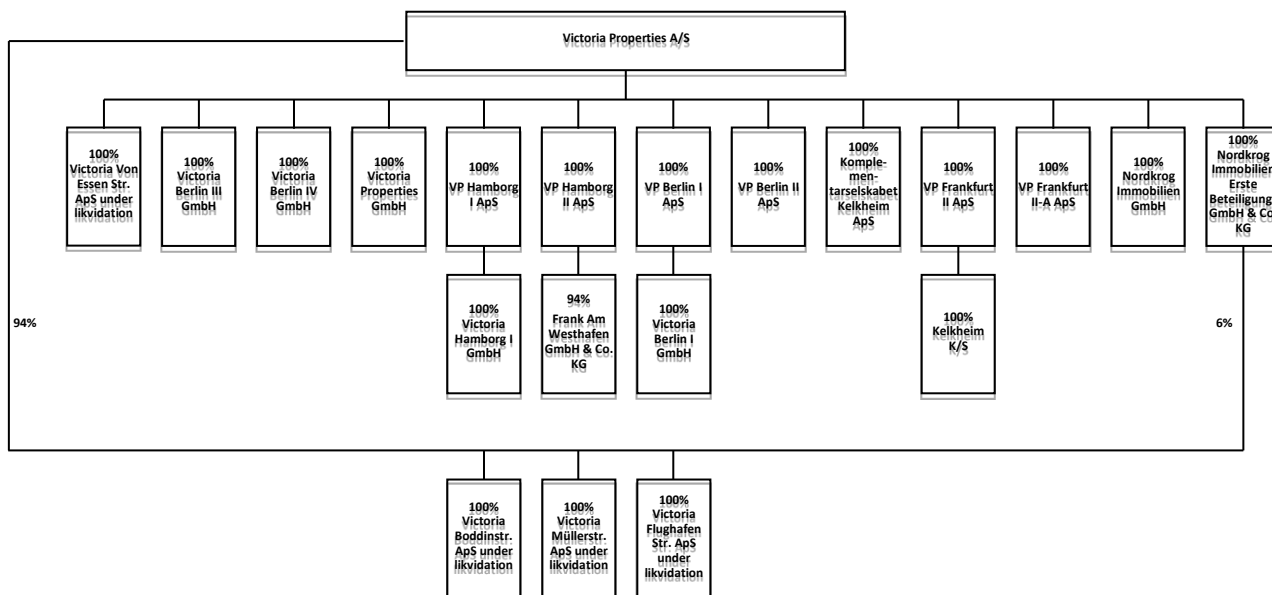 Victoria Properties A/S
100%
Victoria Von
Essen Str.
ApS under
likvidation
100%
Victoria
Berlin III
GmbH
100%
Victoria
Berlin IV
GmbH
100%
Victoria
Properties
GmbH
100%
VP Hamborg
I ApS
100%
VP Hamborg
II ApS
100%
VP Berlin I
ApS
100%
VP Berlin II
ApS
100%
Komple-
men-
tarselskabet
Kelkheim
ApS
100%
VP Frankfurt
II ApS
100%
VP Frankfurt
II-A ApS
100%
Nordkrog
Immobilien
GmbH
100%
Nordkrog
Immobilien
Erste
Beteiligung
GmbH & Co.
KG
94%
100%
Victoria
Hamborg I
GmbH
94%
Frank Am
Westhafen
GmbH & Co.
KG
100%
Victoria
Berlin I
GmbH
100%
Kelkheim
K/S
6%
100%
Victoria
Boddinstr.
ApS under
likvidation
100%
Victoria
Müllerstr.
ApS under
likvidation
100%
Victoria
Flughafen
Str. ApS
under
likvidation